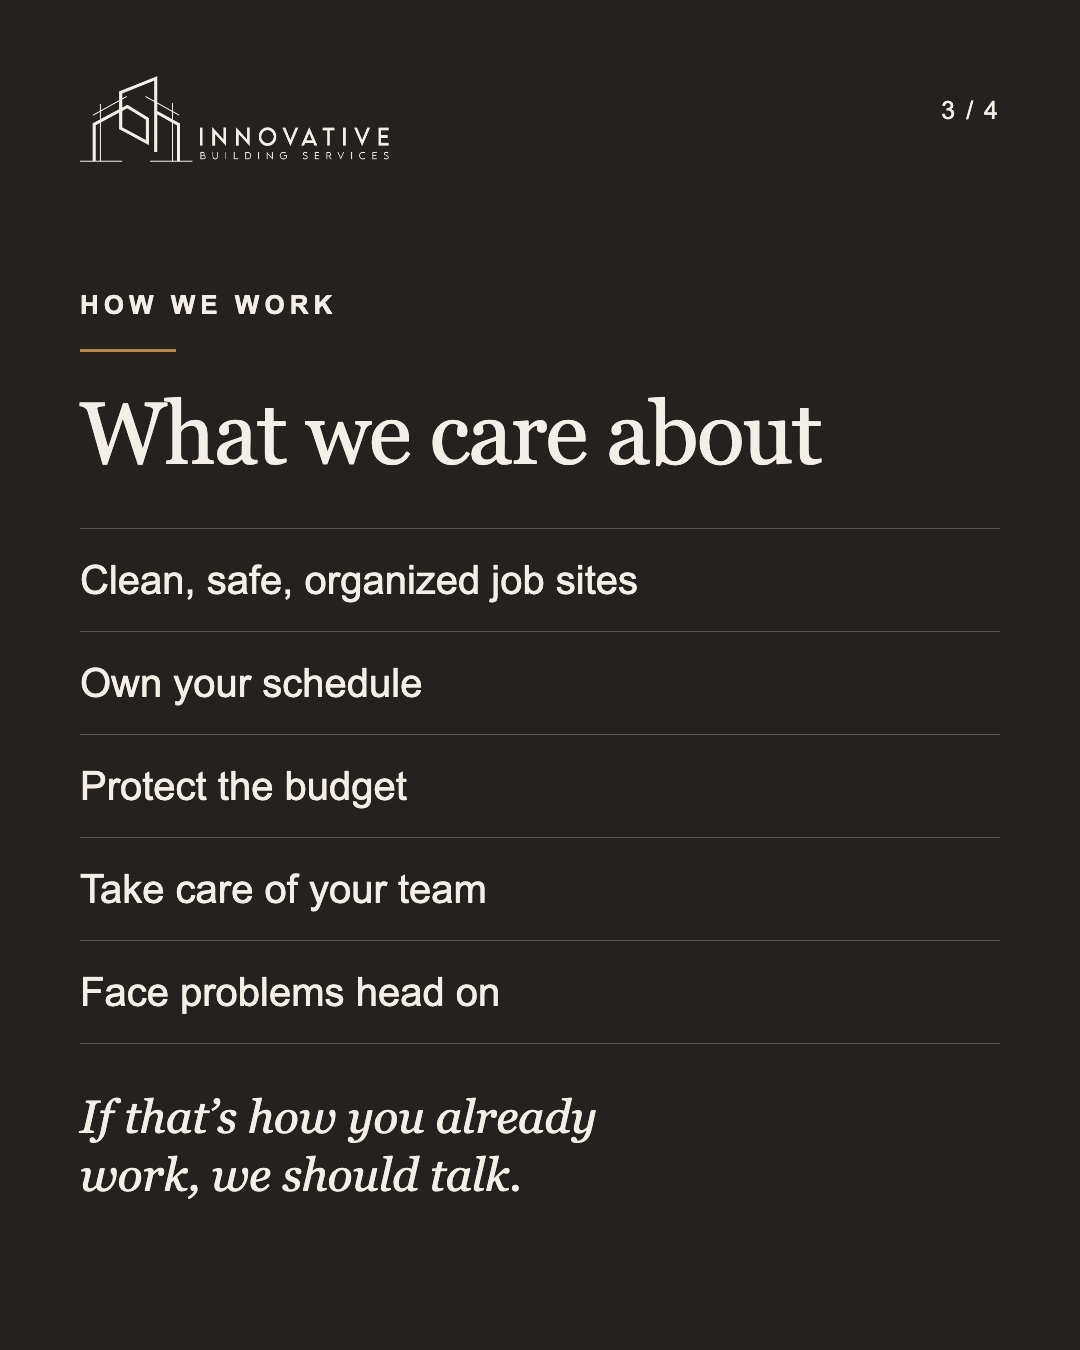 INNOVATIVE
BUILDING SERVICES
3 / 4
HOW WE WORK
What we care about
Clean, safe, organized job sites
Own your schedule
Protect the budget
Take care of your team
Face problems head on
If that’s how you already
work, we should talk.